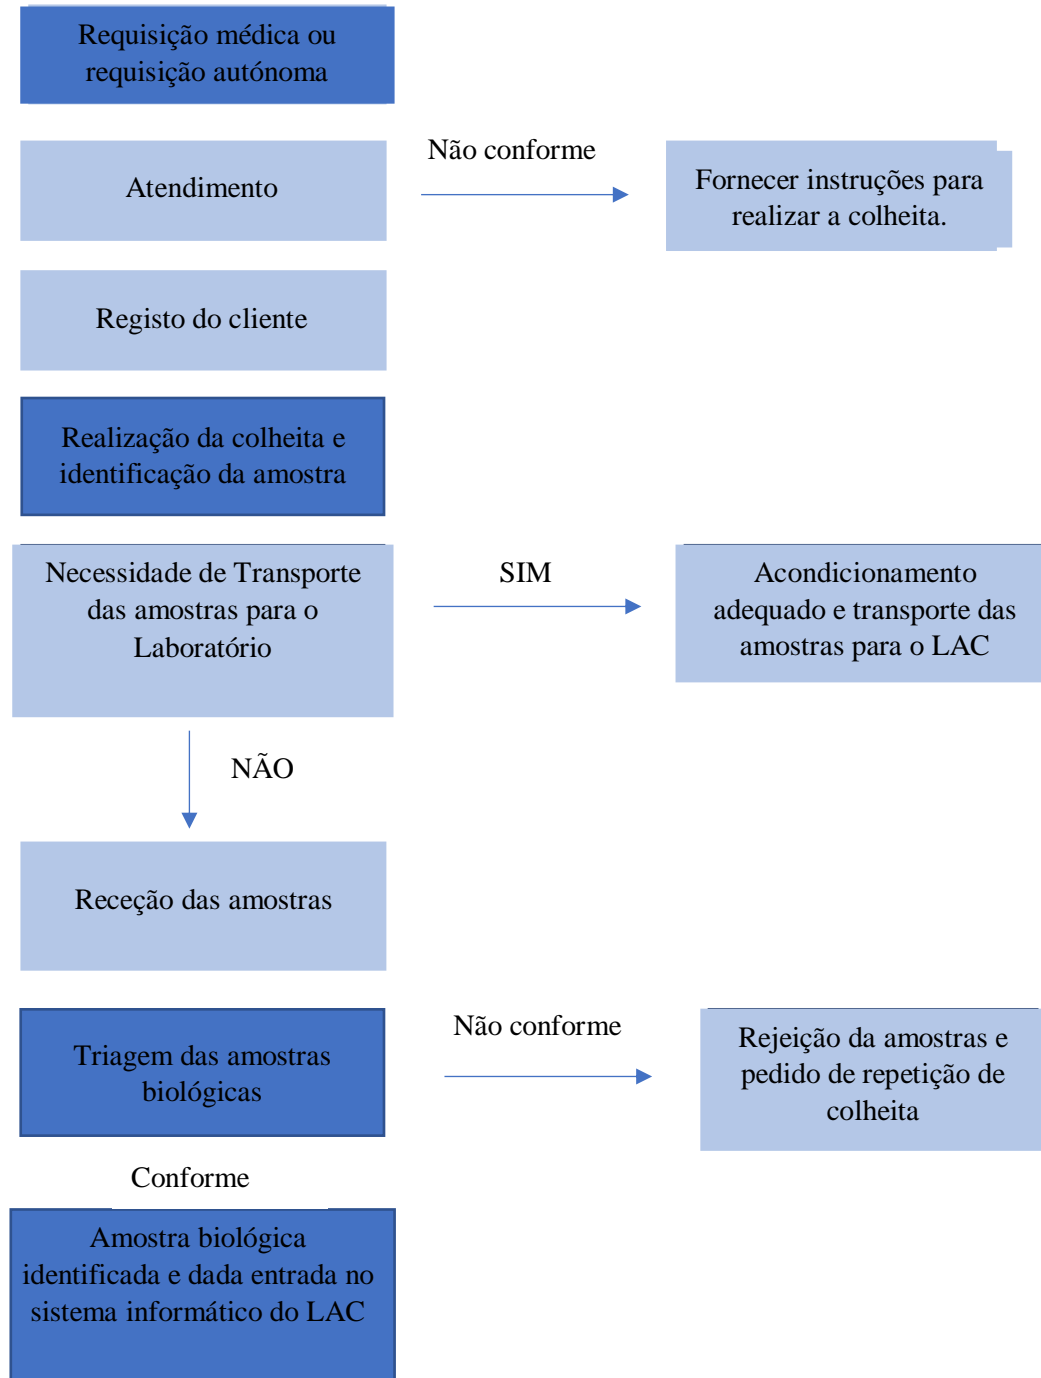 Requisição médica ou
requisição autónoma
Atendimento
Não conforme
Fornecer instruções para
realizar a colheita.
Registo do cliente
Realização da colheita e
identificação da amostra
Necessidade de Transporte
das amostras para o
Laboratório
SIM
Acondicionamento
adequado e transporte das
amostras para o LAC
NÃO
Receção das amostras
Triagem das amostras
biológicas
Não conforme
Rejeição da amostras e
pedido de repetição de
colheita
Conforme
Amostra biológica
identificada e dada entrada no
sistema informático do LAC